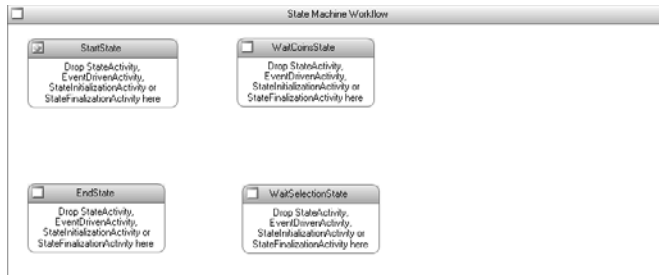 State Machine Workflow
StartState
Drop StateActivity,
EventDrivenActivity,
StateInitializationActivity or
StateFinalizationActivity here
WaitCoinsState
Drop StateActivity,
EventDrivenActivity,
StateInitializationActivity or
StateFinalizationActivity here
EndState
Drop StateActivity,
EventDrivenActivity,
StateInitializationActivity or
StateFinalizationActivity here
WaitSelectionState
Drop StateActivity,
EventDrivenActivity,
StateInitializationActivity or
StateFinalizationActivity here